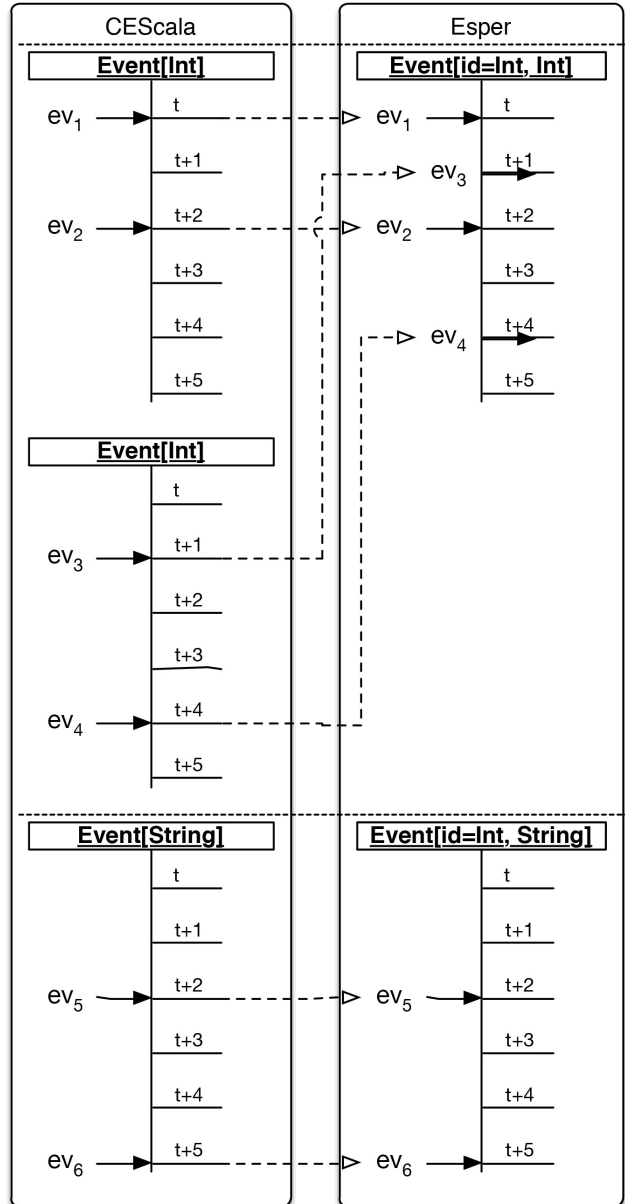 CEScala
Event[Int]
ev1
t
t+1
ev2
t+2
t+3
t+4
t+5
Event[Int]
t
ev3
t+1
t+2
t+3
ev4
t+4
t+5
Event[String]
t
t+1
ev5
t+2
t+3
t+4
ev6
t+5
Esper
Event[id=Int, Int]
ev1
t
ev3
t+1
ev2
t+2
t+3
ev4
t+4
t+5
Event[id=Int, String]
t
t+1
ev5
t+2
t+3
t+4
ev6
t+5